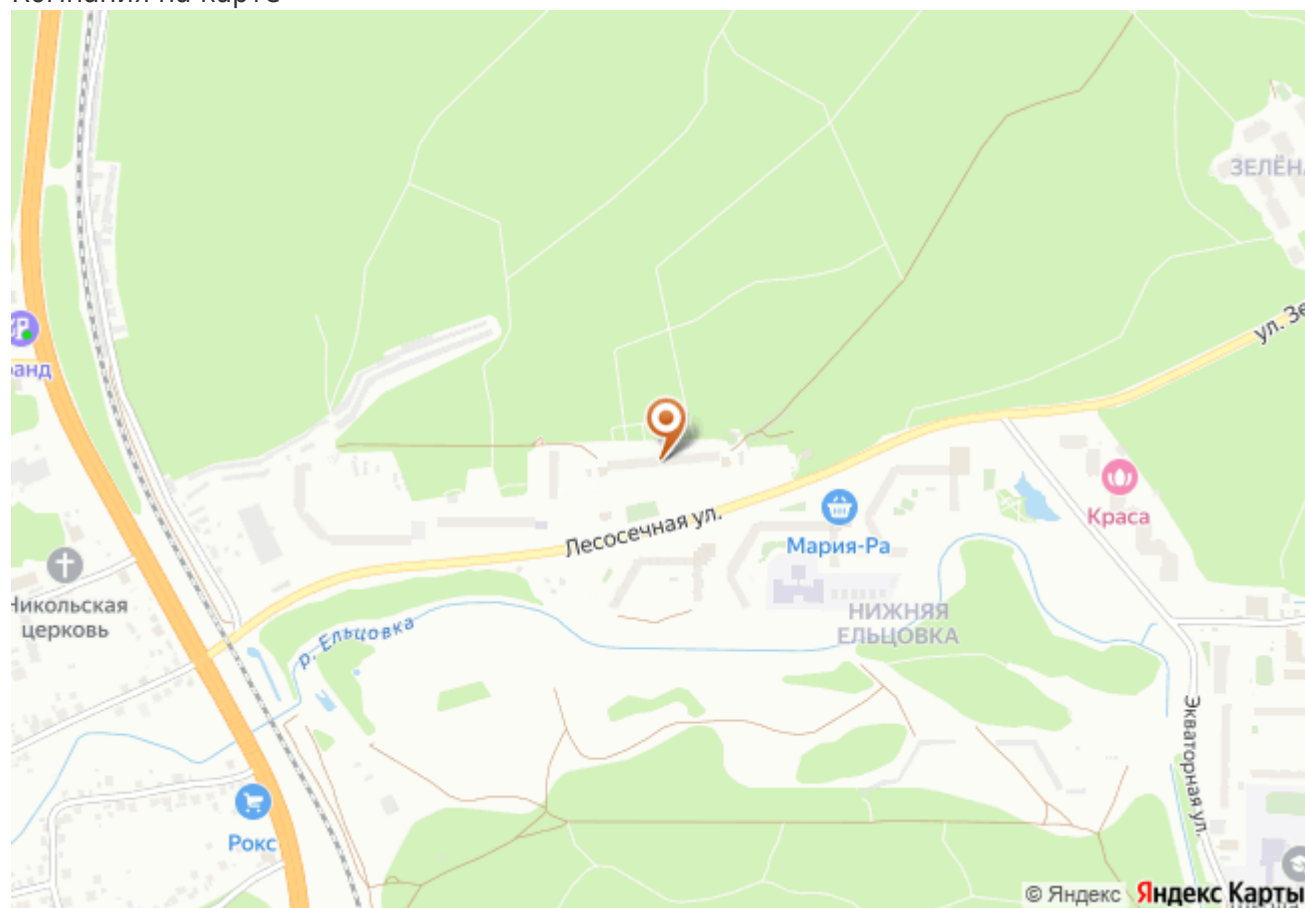 ЗЕЛЁН
ул. Зе
анд
Краса
Лесосечная ул.
Мария-Ра
Никольская
церковь
НИЖНЯЯ
ЕЛЬЦОВКА
р. Ельцовка
Экваторная ул.
Рокс
© Яндекс Яндекс Карты